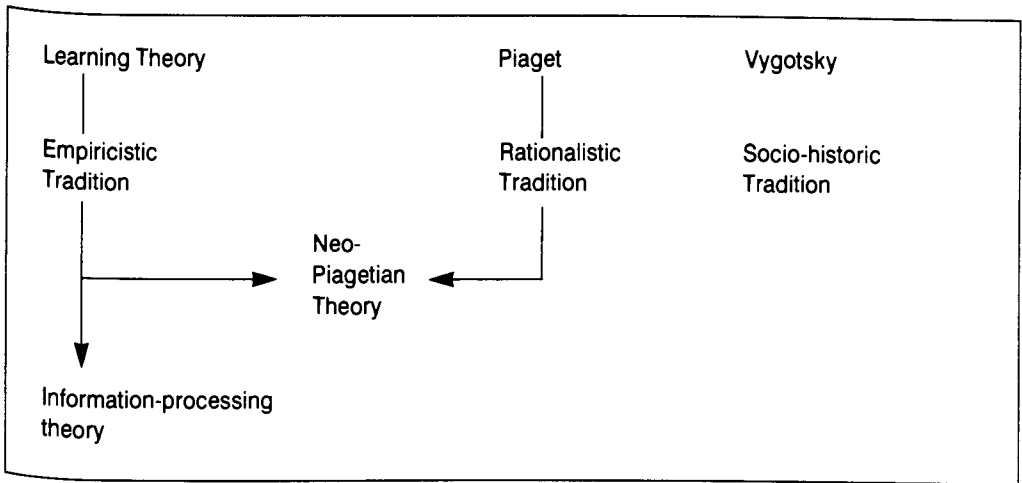 Learning Theory
Piaget
Vygotsky
Empiricistic
Tradition
Rationalistic
Tradition
Socio-historic
Tradition
Neo-
Piagetian
Theory
Information-processing
theory